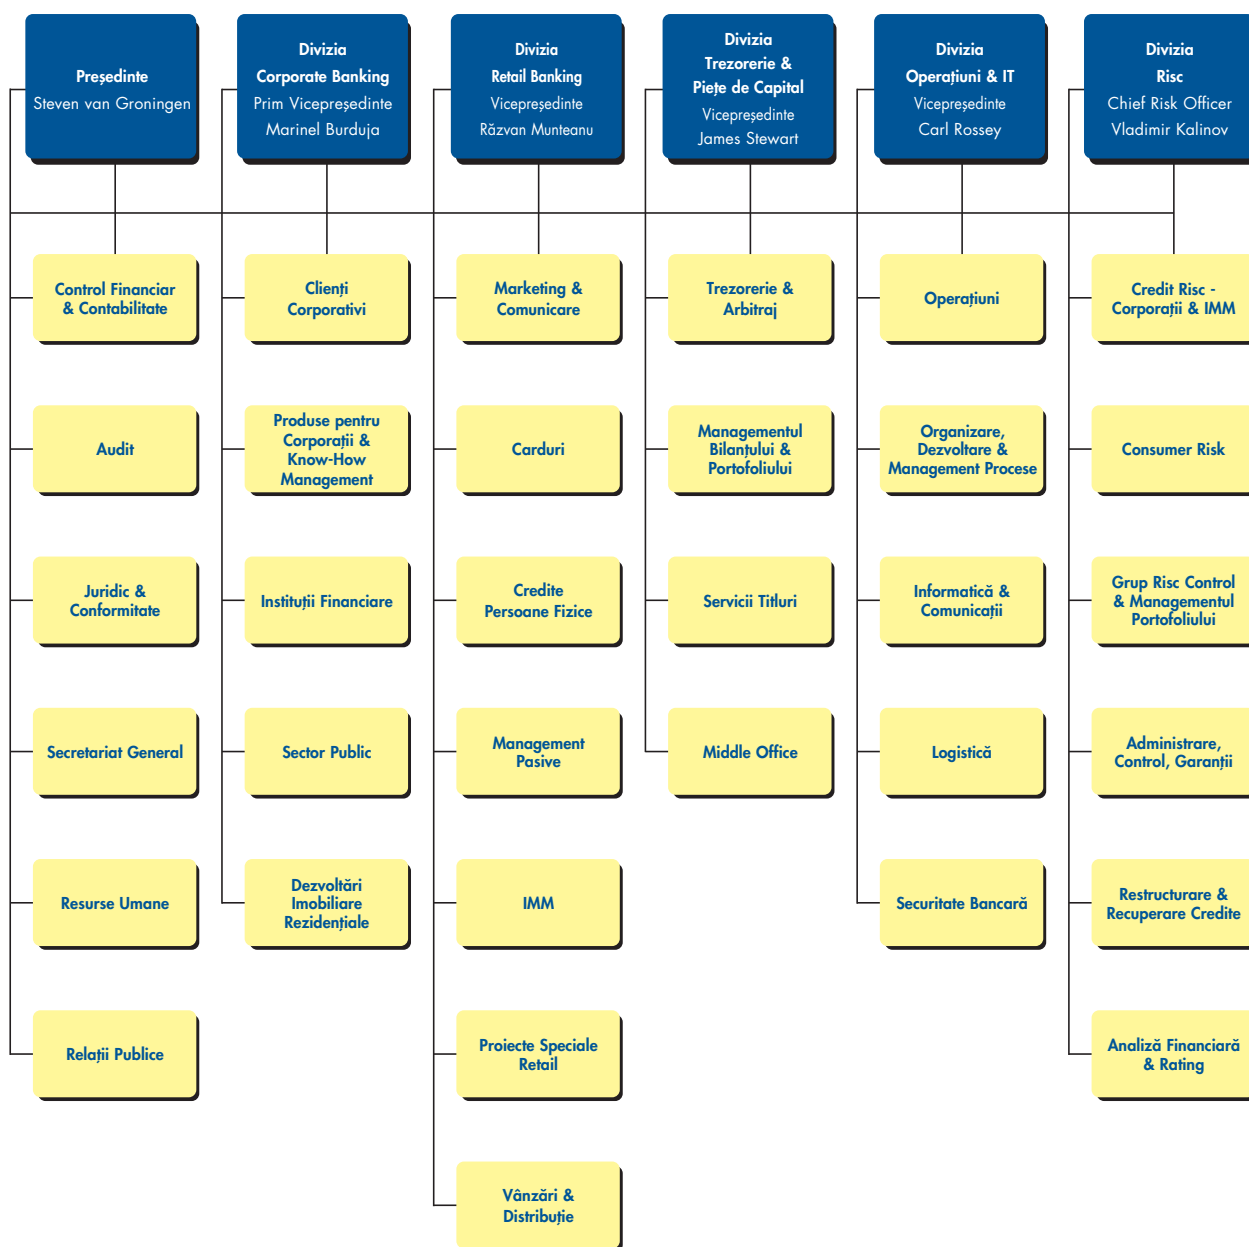 Președinte
Steven van Groningen
Divizia
Corporate Banking
Prim Vicepreședinte
Marinel Burduja
Divizia
Retail Banking
Vicepreședinte
Răzvan Munteanu
Divizia
Trezorerie &
Piețe de Capital
Vicepreședinte
James Stewart
Divizia
Operațiuni & IT
Vicepreședinte
Carl Rossey
Divizia
Risc
Chief Risk Officer
Vladimir Kalinov
Control Financiar
& Contabilitate
Clienți
Corporativi
Marketing &
Comunicare
Trezorerie &
Arbitraj
Operațiuni
Credit Risc -
Corporații & IMM
Audit
Produse pentru
Corporații &
Know-How
Management
Carduri
Managementul
Bilanțului &
Portofoliului
Organizare,
Dezvoltare &
Management Procese
Consumer Risk
Juridic &
Conformitate
Instituții Financiare
Credite
Persoane Fizice
Servicii Titluri
Informatică &
Comunicații
Grup Risc Control
& Managementul
Portofoliului
Secretariat General
Sector Public
Management
Pasive
Middle Office
Logistică
Administrare,
Control, Garanții
Resurse Umane
Dezvoltări
Imobiliare
Rezidențiale
IMM
Securitate Bancară
Restructurare &
Recuperare Credite
Relații Publice
Proiecte Speciale
Retail
Analiză Financiară
& Rating
Vânzări &
Distribuție